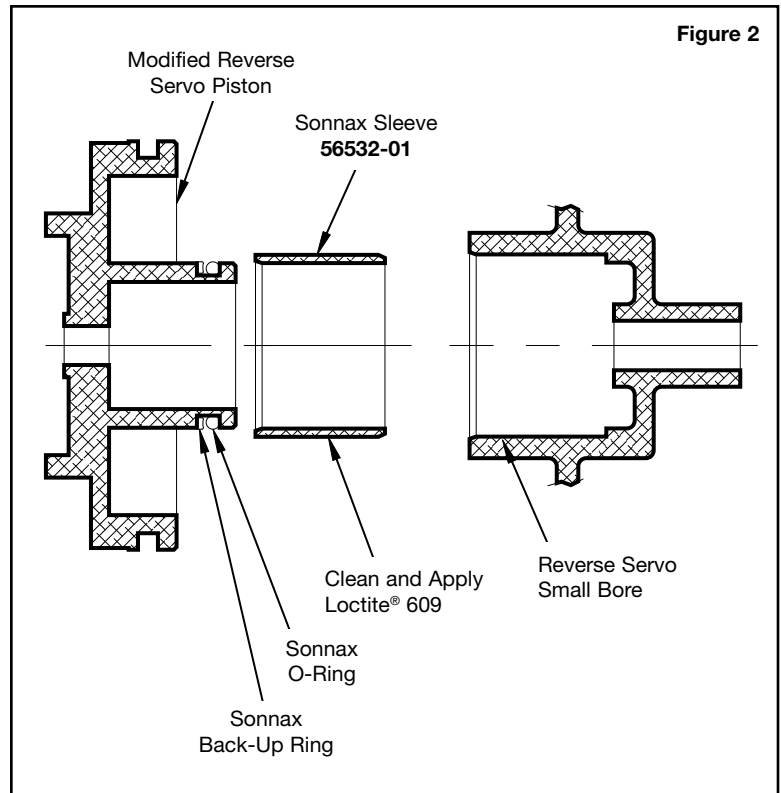 Figure 2
Modified Reverse
Servo Piston
Sonnax Sleeve
56532-01
Clean and Apply
Loctite® 609
Reverse Servo
Small Bore
Sonnax
O-Ring
Sonnax
Back-Up Ring